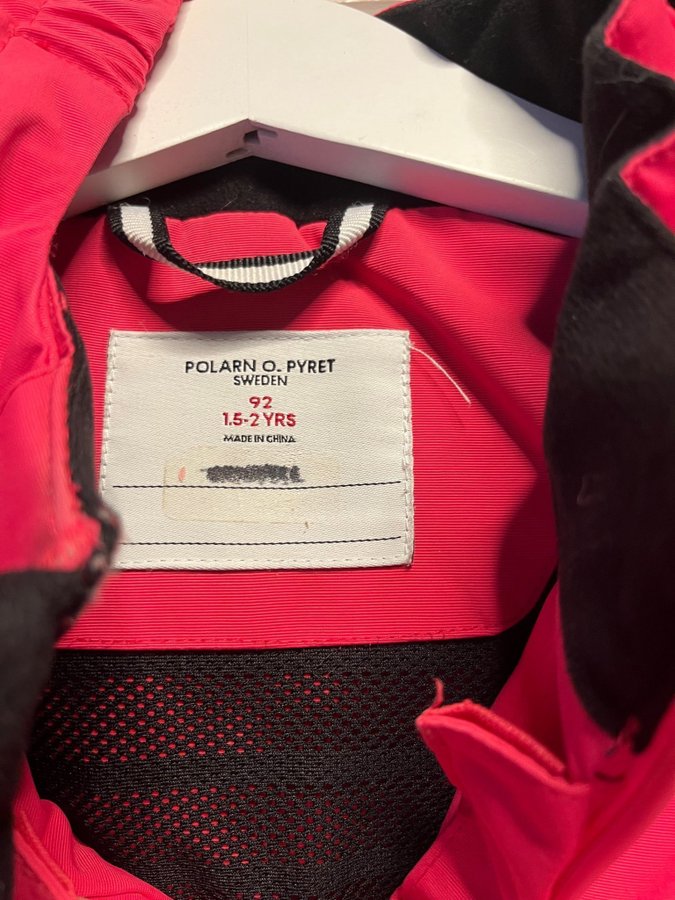 POLARN O. PYRET
SWEDEN
92
1.5-2 YRS
MADE IN CHINA